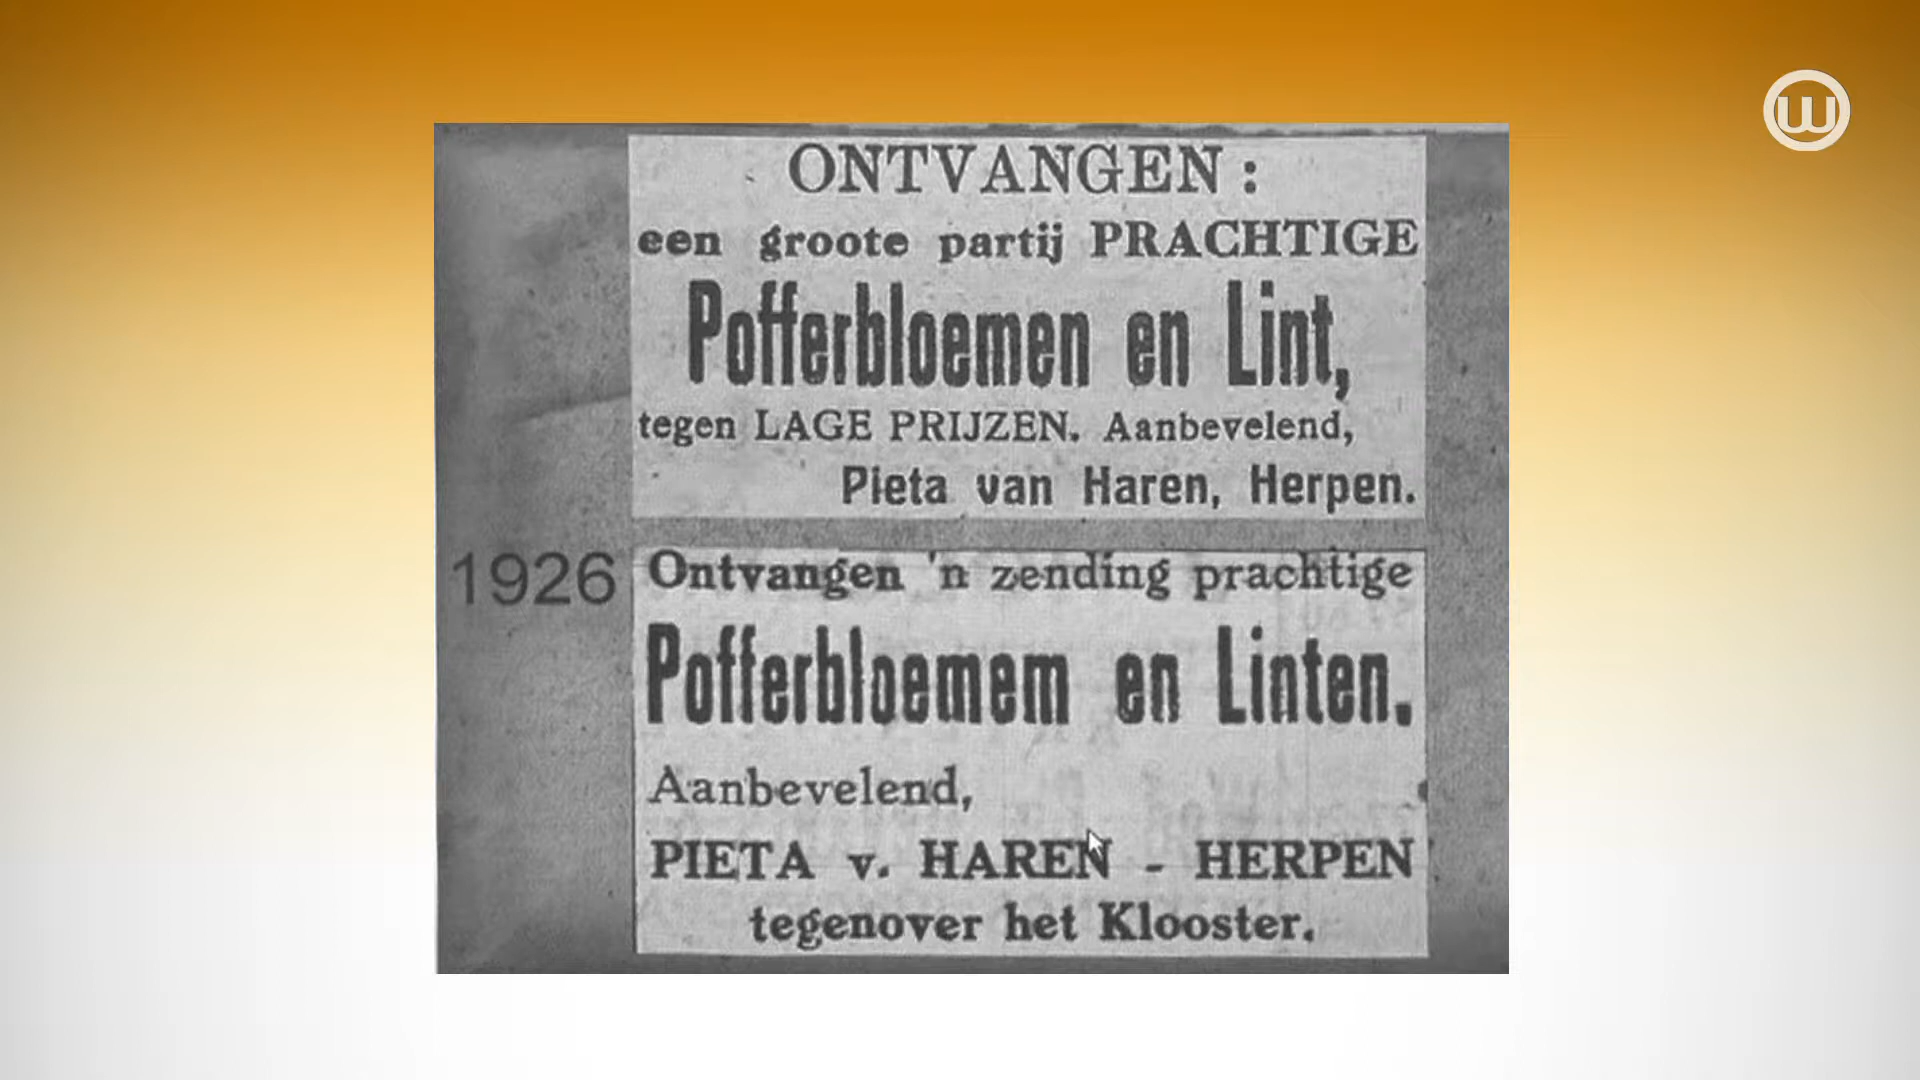 W
ONTVANGEN :
een groote partij PRACHTIGE
Pofferbloemen en Lint,
tegen LAGE PRIJZEN. Aanbevelend,
Pieta van Haren, Herpen.
1926
Ontvangen 'n zending prachtige
Pofferbloemem en Linten.
Aanbevelend,
PIETA v. HAREN - HERPEN
tegenover het Klooster.